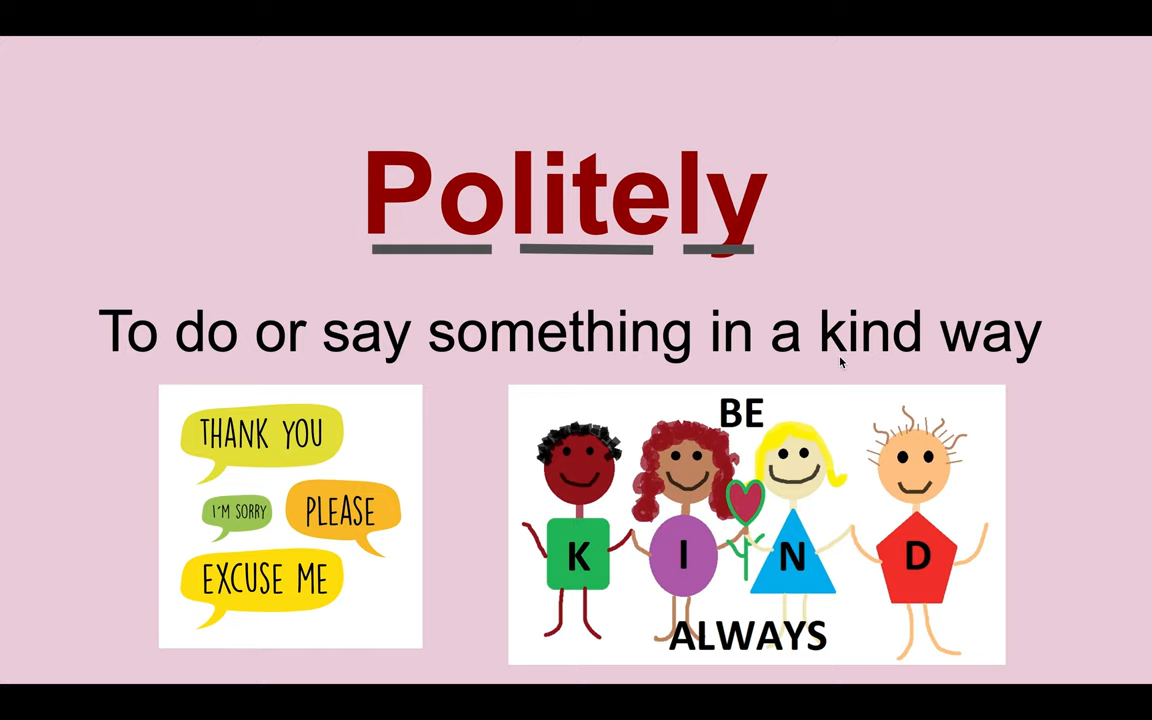 Politely
To do or say something in a kind way
THANK YOU
I'M SORRY
PLEASE
EXCUSE ME
BE
K I N D
ALWAYS